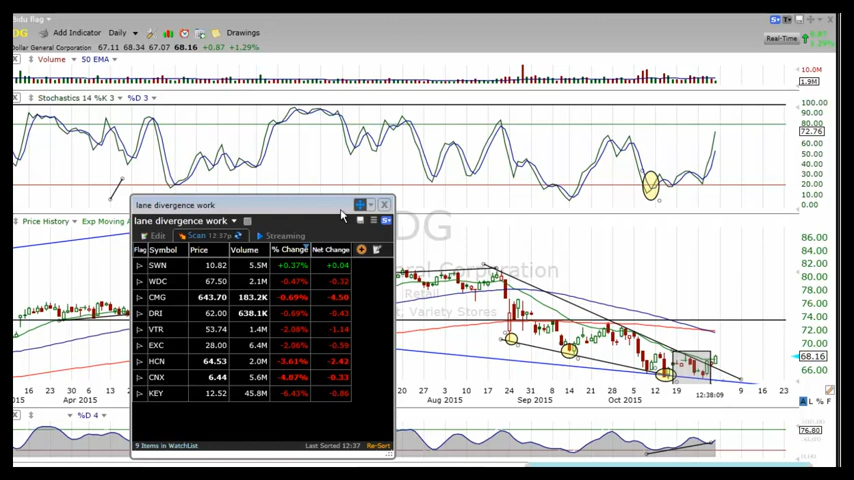 Bidu flag
DG Add Indicator Daily Drawings
Dollar General Corporation 67.11 68.34 67.07 68.16 +0.87 +1.29%
Real-Time
Volume 50 EMA
10.0M
1.9M
Stochastics 14 %K 3 %D 3
100.00
80.00
72.76
60.00
50.00
40.00
20.00
0.00
lane divergence work
lane divergence work
Edit Scan 12:37p Streaming
Flag Symbol Price Volume % Change Net Change
SWN 10.82 5.5M +0.37% +0.04
WDC 67.50 2.1M -0.47% -0.32
CMG 643.70 183.2K -0.69% -4.50
DRI 62.00 638.1K -0.69% -0.43
VTR 53.74 1.4M -2.08% -1.14
EXC 28.00 6.4M -2.06% -0.59
HCN 64.53 2.0M -3.61% -2.42
CNX 6.44 5.6M -4.87% -0.33
KEY 12.52 45.8M -6.43% -0.86
9 Items in WatchList Last Sorted 12:37 Re-Sort
Price History Exp Moving A
DG
General Corporation
Retail
, Variety Stores
86.00
82.00
80.00
78.00
76.00
74.00
72.00
70.00
68.16
66.00
16 23 Apr 2015 13 Aug 2015 17 24 Sep 2015 14 21 28 Oct 2015 12 19 9 16 23
12:38:09
A L % F
%D 4
76.80